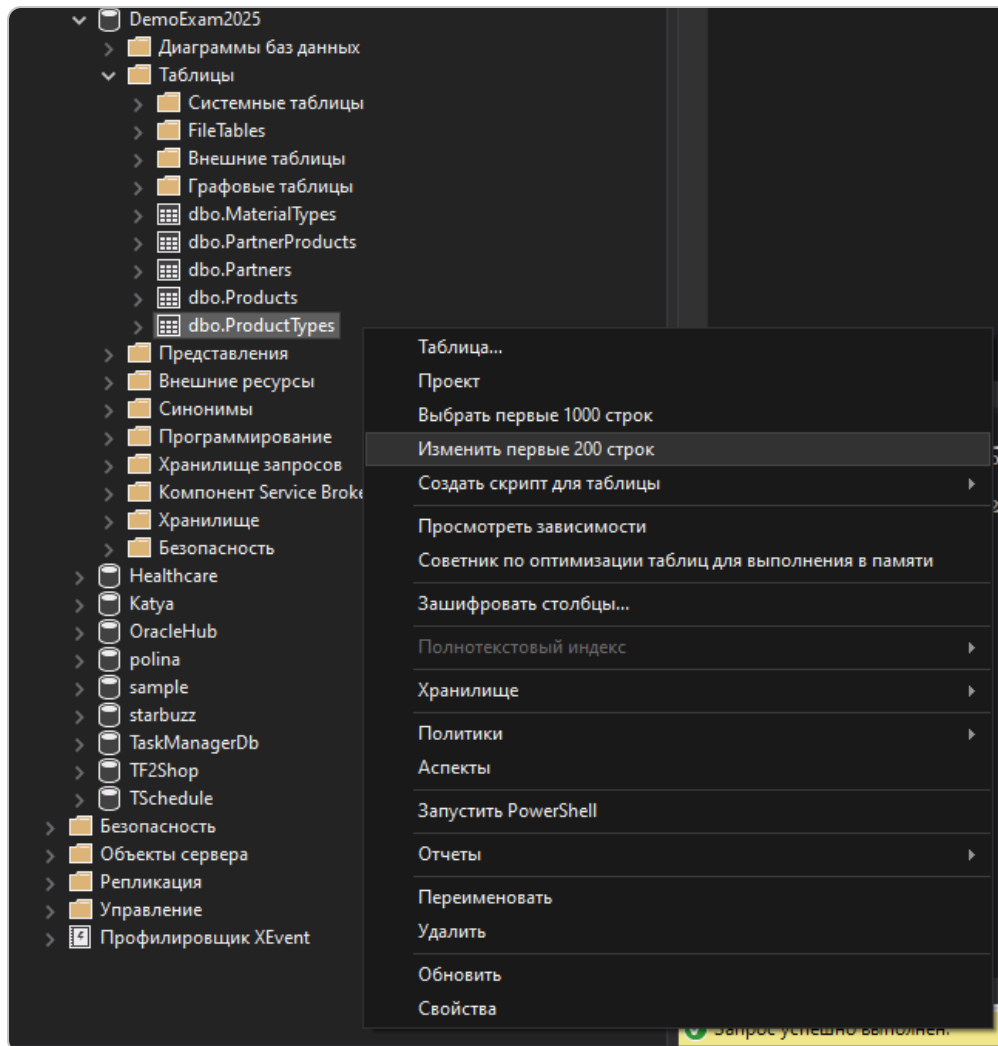 DemoExam2025
Диаграммы баз данных
Таблицы
Системные таблицы
FileTables
Внешние таблицы
Графовые таблицы
dbo.MaterialTypes
dbo.PartnerProducts
dbo.Partners
dbo.Products
dbo.ProductTypes
Представления
Внешние ресурсы
Синонимы
Программирование
Хранилище запросов
Компонент Service Broke
Хранилище
Безопасность
Healthcare
Katya
OracleHub
polina
sample
starbuzz
TaskManagerDb
TF2Shop
TSchedule
Безопасность
Объекты сервера
Репликация
Управление
Профилировщик XEvent
Таблица...
Проект
Выбрать первые 1000 строк
Изменить первые 200 строк
Создать скрипт для таблицы
Просмотреть зависимости
Советник по оптимизации таблиц для выполнения в памяти
Зашифровать столбцы...
Полнотекстовый индекс
Хранилище
Политики
Аспекты
Запустить PowerShell
Отчеты
Переименовать
Удалить
Обновить
Свойства
Запрос успешно выполнен.